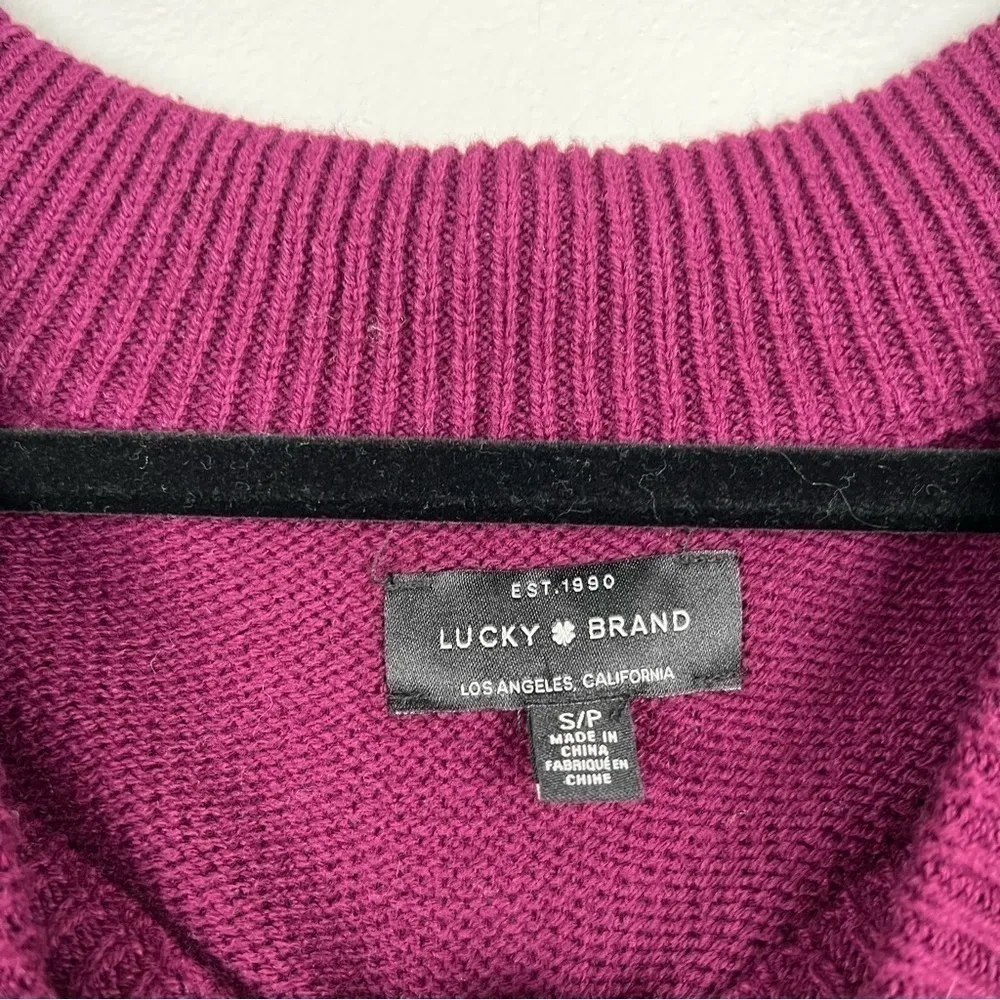 EST.1990
LUCKY BRAND
LOS ANGELES, CALIFORNIA
S/P
MADE IN
CHINA
FABRIQUÉ EN
CHINE